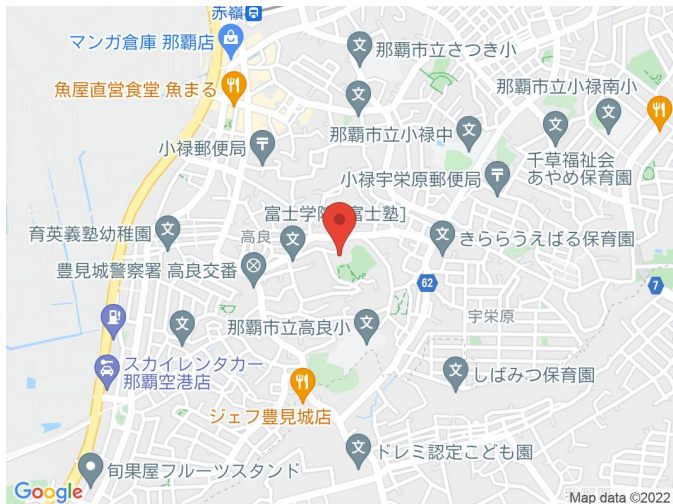 赤嶺
マンガ倉庫 那覇店
那覇市立さつき小
魚屋直営食堂 魚まる
那覇市立小禄南小
那覇市立小禄中
小禄郵便局
千草福祉会
あやめ保育園
小禄宇栄原郵便局
富士学院
富士塾]
高良
育英義塾幼稚園
きららうえばる保育園
豊見城警察署 高良交番
62
7
宇栄原
那覇市立高良小
スカイレンタカー
那覇空港店
しばみつ保育園
ジェフ豊見城店
ドレミ認定こども園
旬果屋フルーツスタンド
Google
Map data ©2022